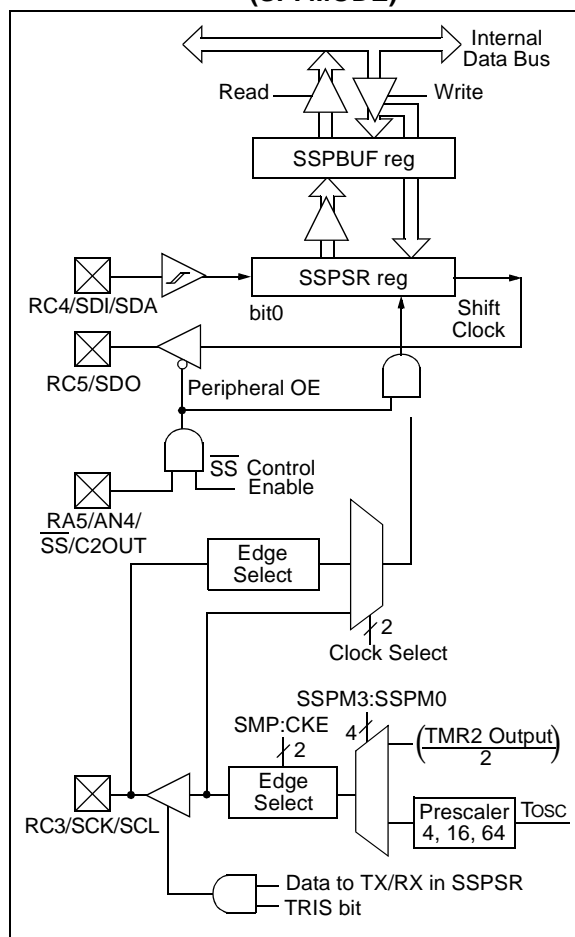 Internal
Data Bus
Read
Write
SSPBUF reg
SSPSR reg
RC4/SDI/SDA
bit0
Shift
Clock
RC5/SDO
Peripheral OE
SS Control
Enable
RA5/AN4/
SS/C2OUT
Edge
Select
2
Clock Select
SSPM3:SSPM0
SMP:CKE
4
2
(TMR2 Output)
2
Edge
Select
RC3/SCK/SCL
Prescaler
4, 16, 64
TOSC
Data to TX/RX in SSPSR
TRIS bit